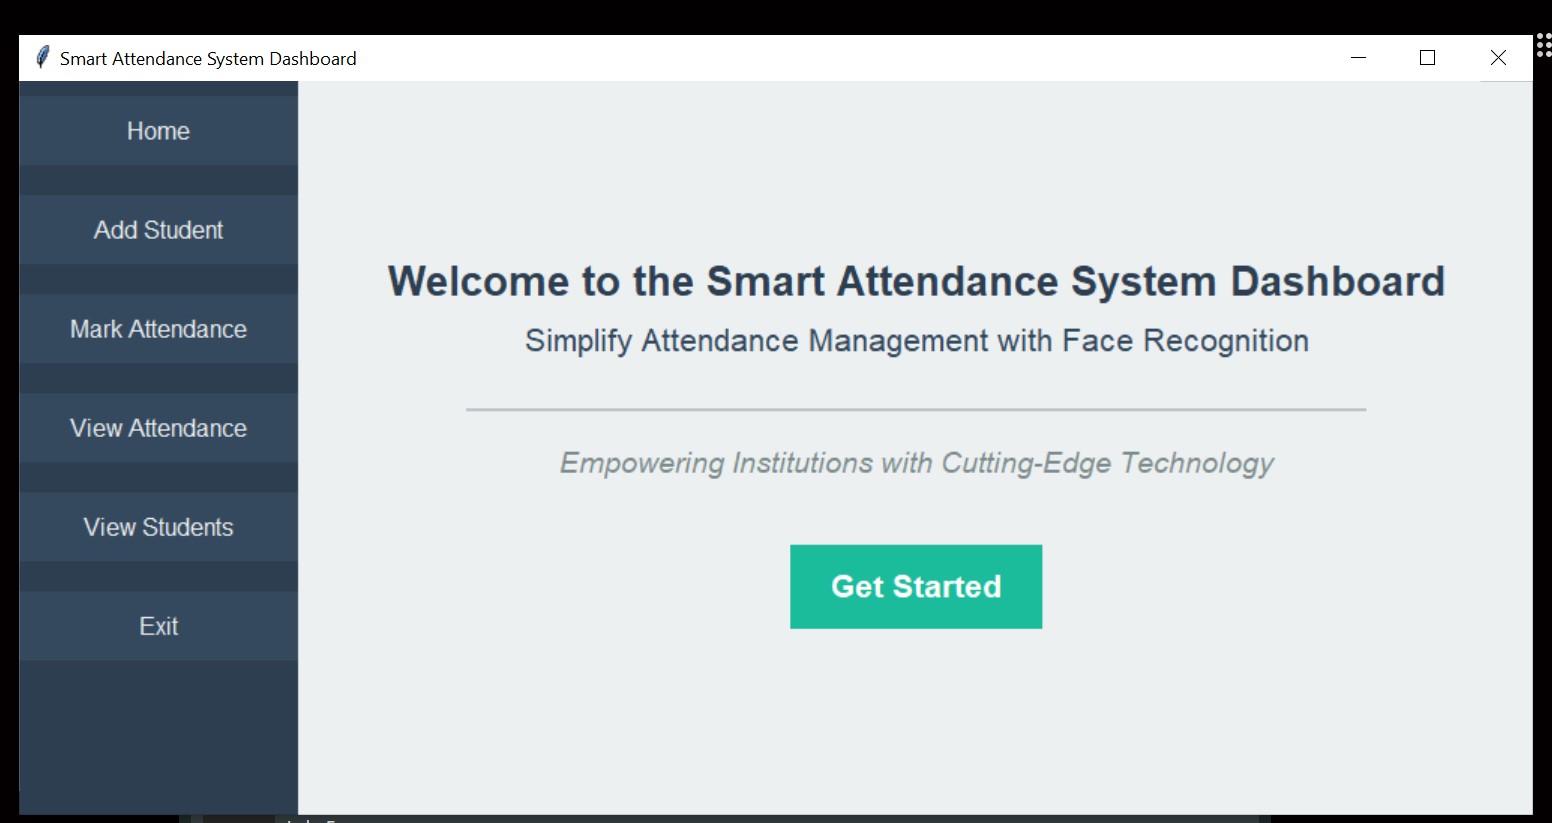 Smart Attendance System Dashboard
Home
Add Student
Mark Attendance
View Attendance
View Students
Exit
Welcome to the Smart Attendance System Dashboard
Simplify Attendance Management with Face Recognition
Empowering Institutions with Cutting-Edge Technology
Get Started